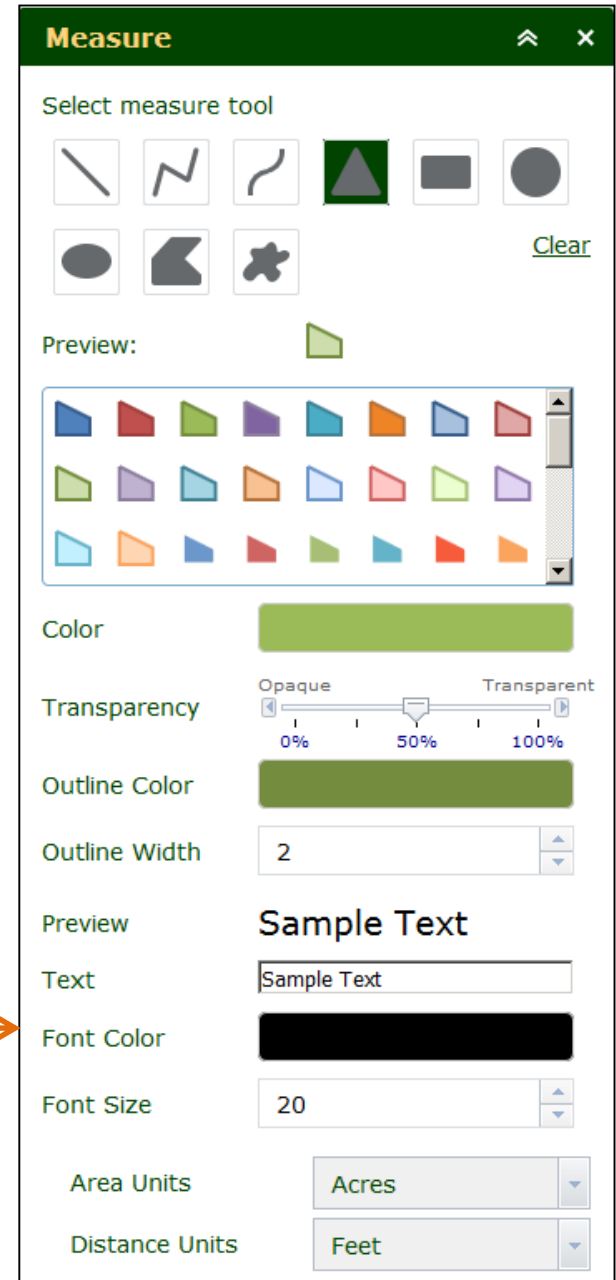 Measure
Select measure tool
Clear
Preview:
Color
Opaque Transparent
Transparency
0% 50% 100%
Outline Color
Outline Width 2
Preview Sample Text
Text Sample Text
Font Color
Font Size 20
Area Units Acres
Distance Units Feet